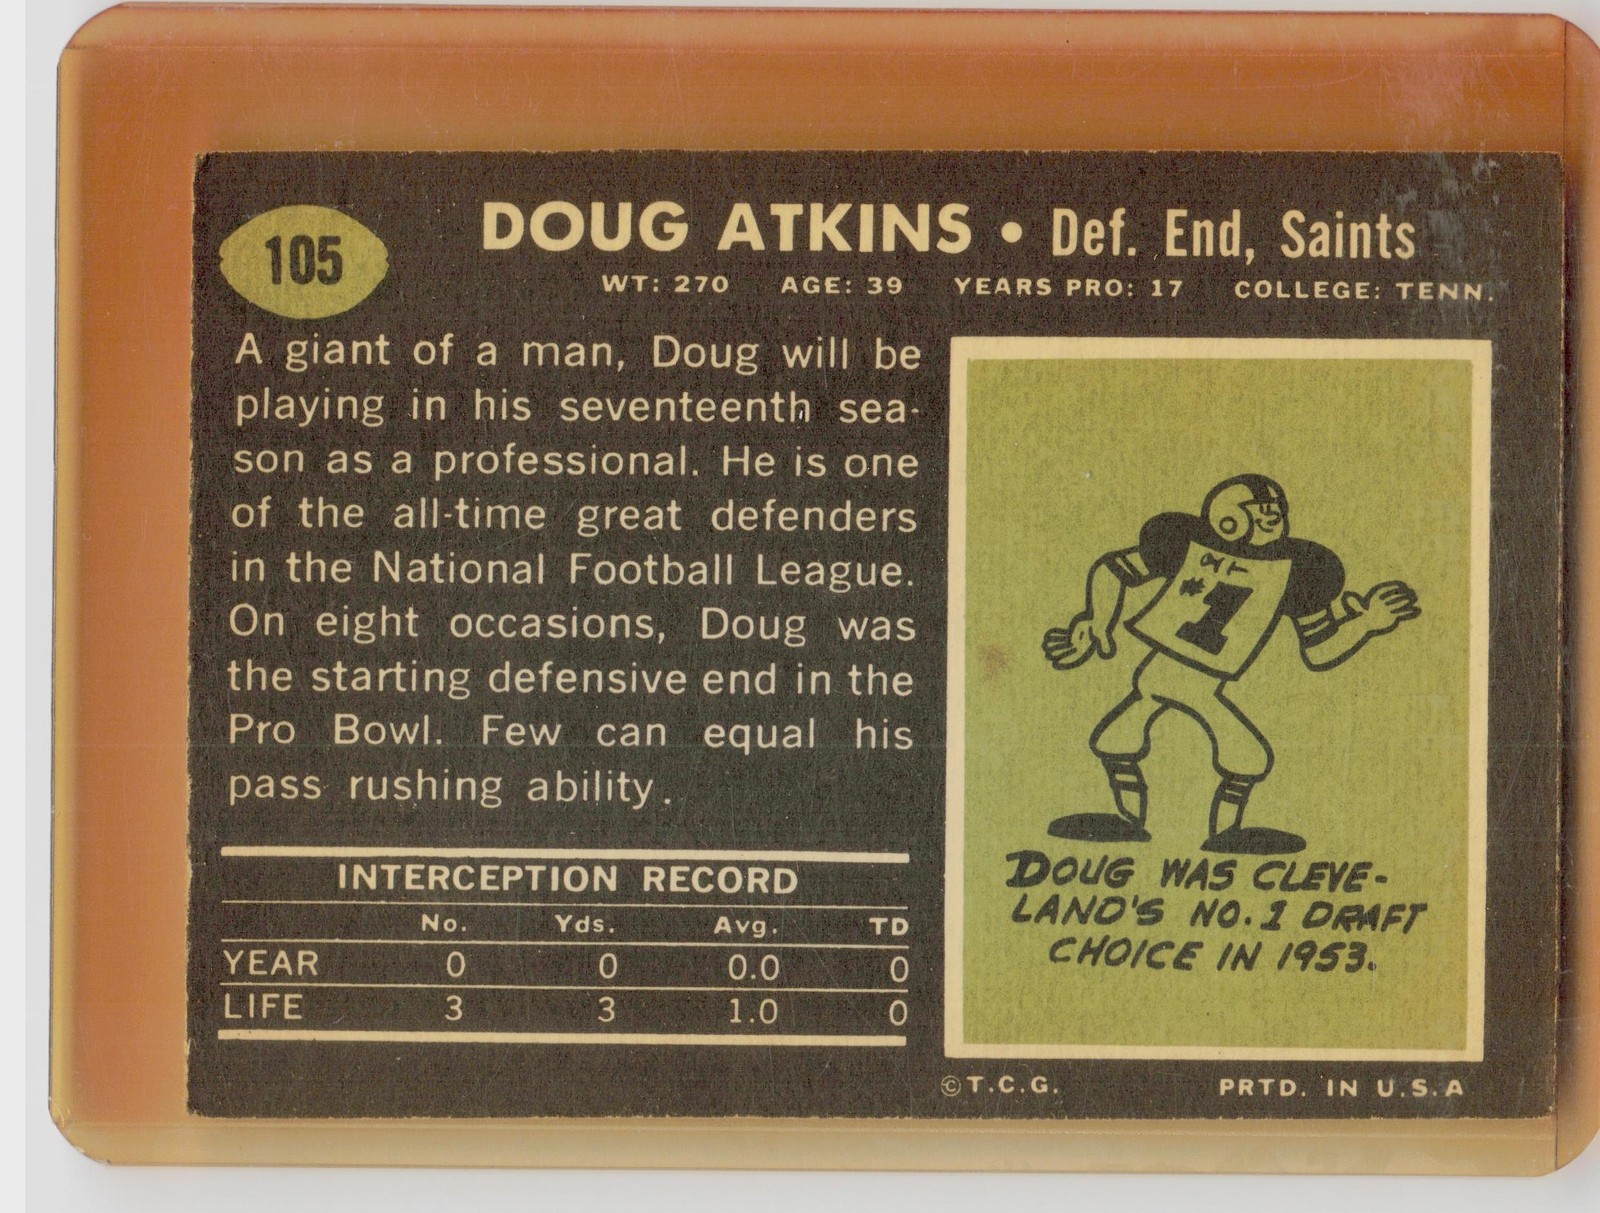 105
DOUG ATKINS • Def. End, Saints
WT: 270 AGE: 39 YEARS PRO: 17 COLLEGE: TENN.
A giant of a man, Doug will be
playing in his seventeenth sea-
son as a professional. He is one
of the all-time great defenders
in the National Football League.
On eight occasions, Doug was
the starting defensive end in the
Pro Bowl. Few can equal his
pass rushing ability.
INTERCEPTION RECORD
No. Yds. Avg. TD
YEAR 0 0 0.0 0
LIFE 3 3 1.0 0
#1
DOUG WAS CLEVE-
LAND'S NO. 1 DRAFT
CHOICE IN 1953.
©T.C.G. PRTD. IN U.S.A